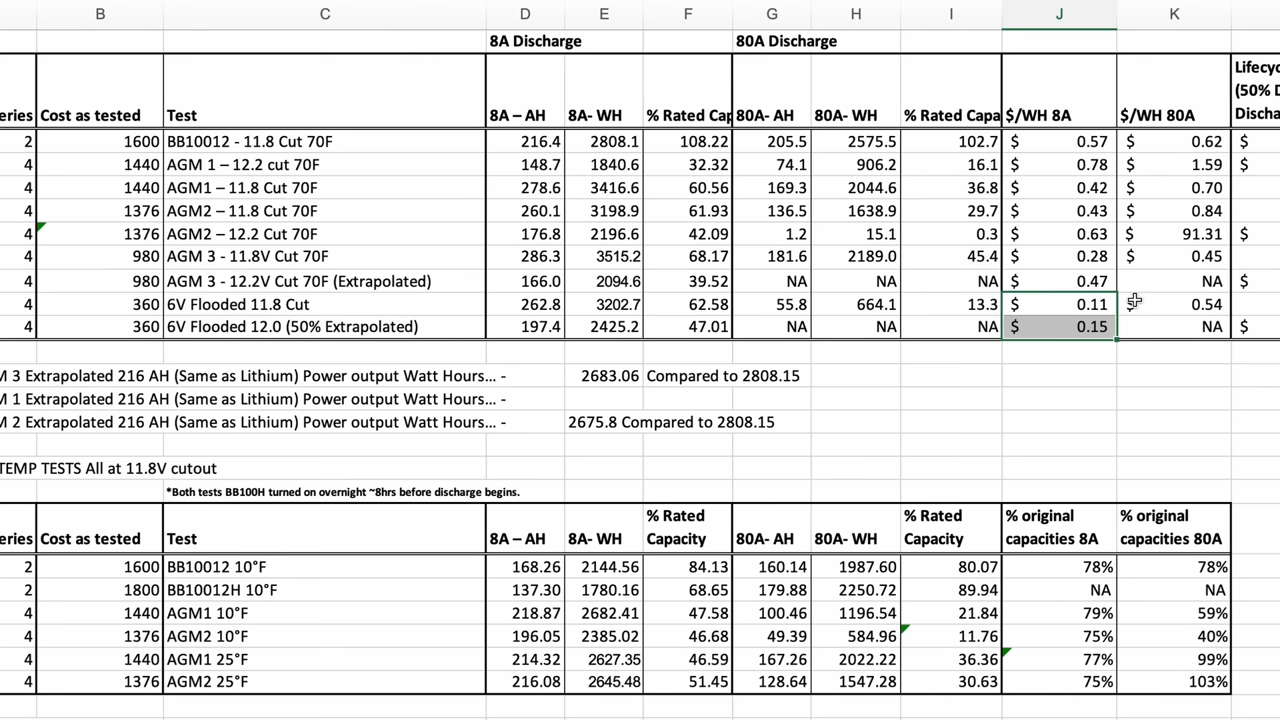 B C D E F G H I J K
8A Discharge 80A Discharge
Lifecyc
(50% D
eries Cost as tested Test 8A – AH 8A- WH % Rated Cap 80A- AH 80A- WH % Rated Capa $/WH 8A $/WH 80A Discha
2 1600 BB10012 - 11.8 Cut 70F 216.4 2808.1 108.22 205.5 2575.5 102.7 $ 0.57 $ 0.62 $
4 1440 AGM 1 – 12.2 cut 70F 148.7 1840.6 32.32 74.1 906.2 16.1 $ 0.78 $ 1.59 $
4 1440 AGM1 – 11.8 Cut 70F 278.6 3416.6 60.56 169.3 2044.6 36.8 $ 0.42 $ 0.70
4 1376 AGM2 – 11.8 Cut 70F 260.1 3198.9 61.93 136.5 1638.9 29.7 $ 0.43 $ 0.84
4 1376 AGM2 – 12.2 Cut 70F 176.8 2196.6 42.09 1.2 15.1 0.3 $ 0.63 $ 91.31 $
4 980 AGM 3 - 11.8V Cut 70F 286.3 3515.2 68.17 181.6 2189.0 45.4 $ 0.28 $ 0.45
4 980 AGM 3 - 12.2V Cut 70F (Extrapolated) 166.0 2094.6 39.52 NA NA NA $ 0.47 NA $
4 360 6V Flooded 11.8 Cut 262.8 3202.7 62.58 55.8 664.1 13.3 $ 0.11 $ 0.54
4 360 6V Flooded 12.0 (50% Extrapolated) 197.4 2425.2 47.01 NA NA NA $ 0.15 NA $
M 3 Extrapolated 216 AH (Same as Lithium) Power output Watt Hours... - 2683.06 Compared to 2808.15
M 1 Extrapolated 216 AH (Same as Lithium) Power output Watt Hours... -
M 2 Extrapolated 216 AH (Same as Lithium) Power output Watt Hours... - 2675.8 Compared to 2808.15
TEMP TESTS All at 11.8V cutout
*Both tests BB100H turned on overnight ~8hrs before discharge begins.
% Rated % Rated % original % original
eries Cost as tested Test 8A – AH 8A- WH Capacity 80A- AH 80A- WH Capacity capacities 8A capacities 80A
2 1600 BB10012 10°F 168.26 2144.56 84.13 160.14 1987.60 80.07 78% 78%
2 1800 BB10012H 10°F 137.30 1780.16 68.65 179.88 2250.72 89.94 NA NA
4 1440 AGM1 10°F 218.87 2682.41 47.58 100.46 1196.54 21.84 79% 59%
4 1376 AGM2 10°F 196.05 2385.02 46.68 49.39 584.96 11.76 75% 40%
4 1440 AGM1 25°F 214.32 2627.35 46.59 167.26 2022.22 36.36 77% 99%
4 1376 AGM2 25°F 216.08 2645.48 51.45 128.64 1547.28 30.63 75% 103%